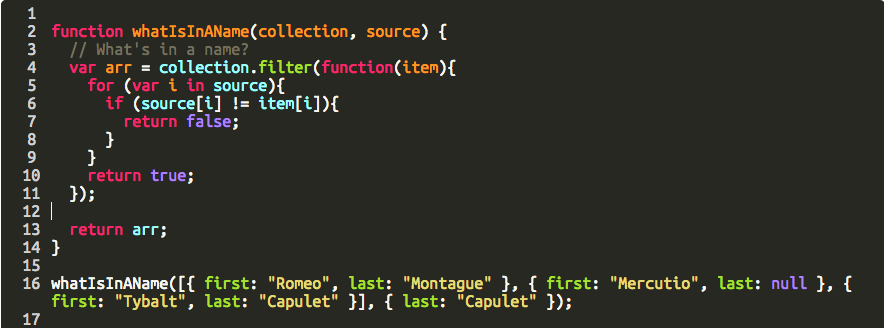 1
2 function whatIsInAName(collection, source) {
3   // What's in a name?
4   var arr = collection.filter(function(item){
5     for (var i in source){
6       if (source[i] != item[i]){
7         return false;
8       }
9     }
10     return true;
11   });
12
13   return arr;
14 }
15
16 whatIsInAName([{ first: "Romeo", last: "Montague" }, { first: "Mercutio", last: null }, {
first: "Tybalt", last: "Capulet" }], { last: "Capulet" });
17